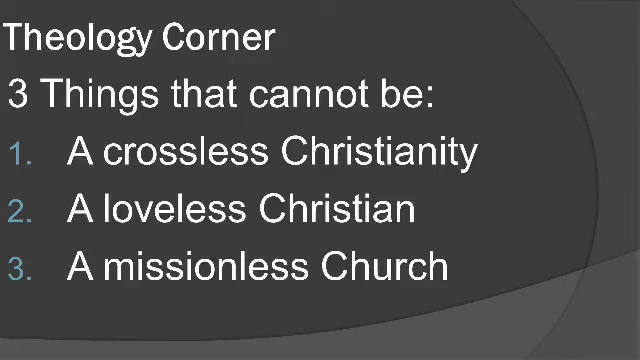 Theology Corner
3 Things that cannot be:
1. A crossless Christianity
2. A loveless Christian
3. A missionless Church